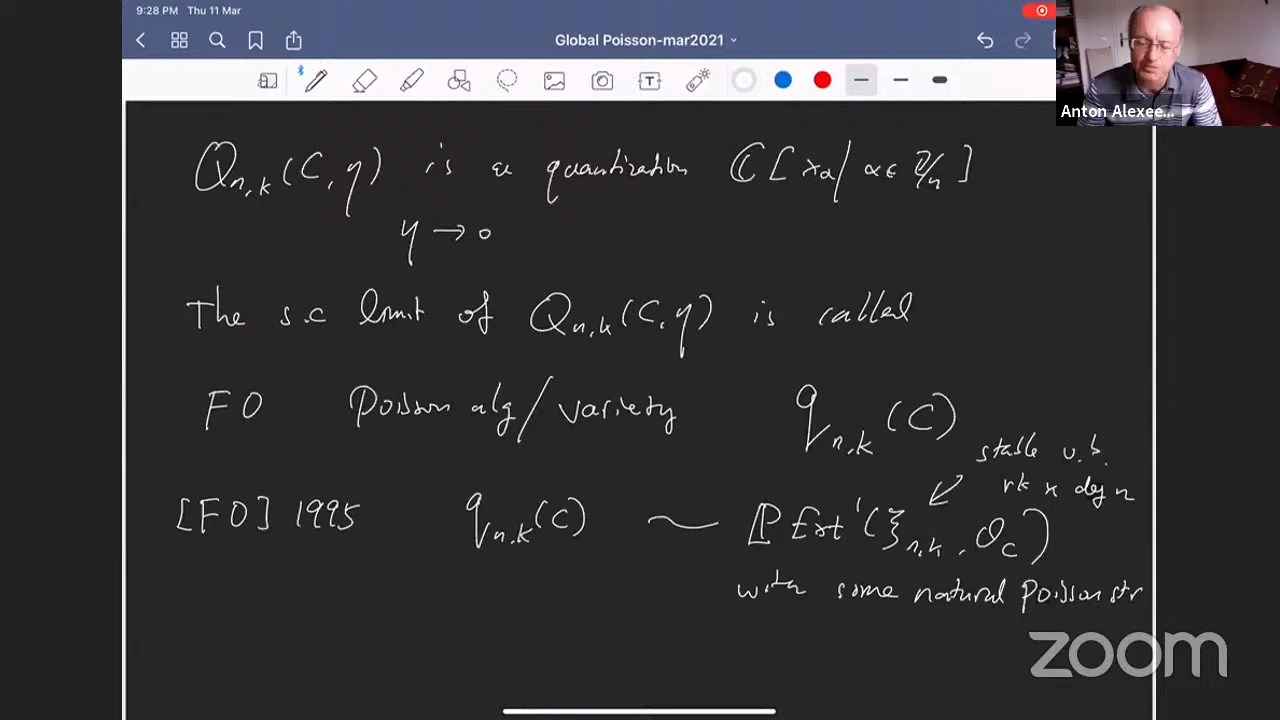 9:28 PM Thu 11 Mar
Global Poisson-mar2021
Anton Alexee...
Q_{n,k}(C,η) is a quantization ℂ[x_α / α∈ ℤ/n]
η → 0
The s.c limit of Q_{n,k}(C,η) is called
FO Poisson alg/variety q_{n,k}(C)
stable v.b.
rk k deg n
[FO] 1995 q_{n,k}(C) ~ ℙExt¹(ξ_{n,k}, O_C)
with some natural Poisson str
zoom